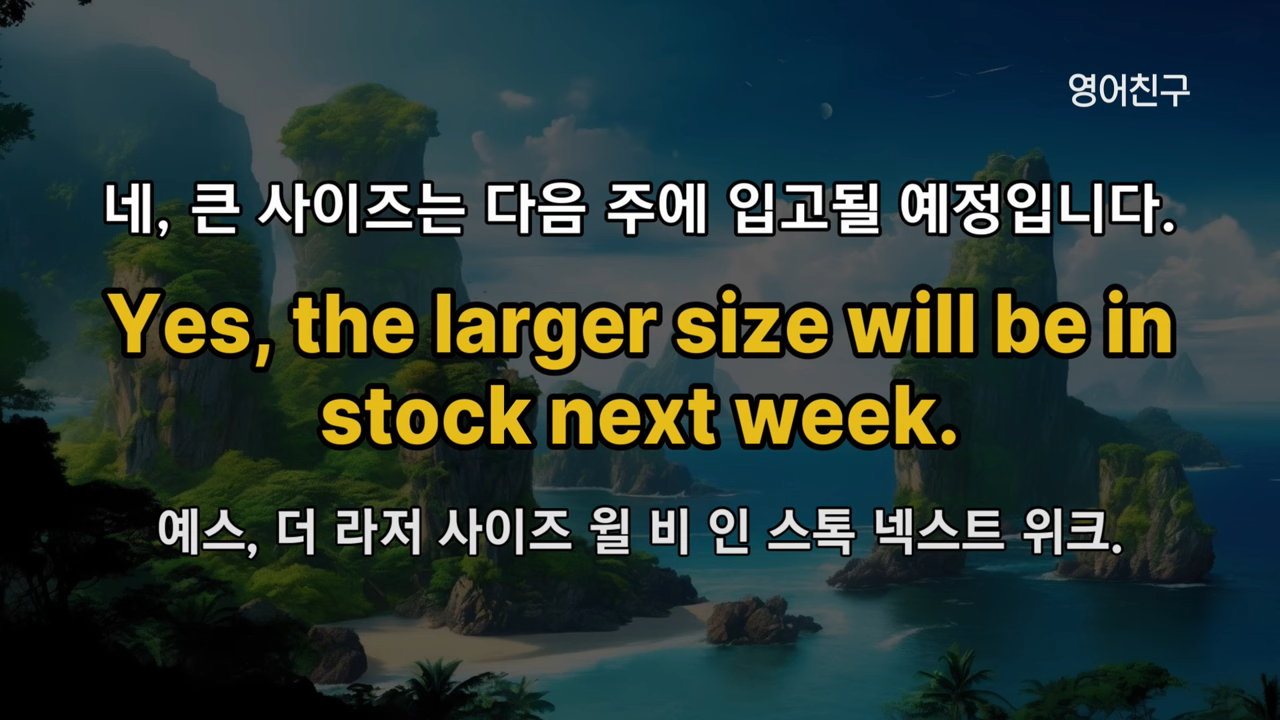 영어친구
네, 큰 사이즈는 다음 주에 입고될 예정입니다.
Yes, the larger size will be in
stock next week.
예스, 더 라저 사이즈 윌 비 인 스톡 넥스트 위크.